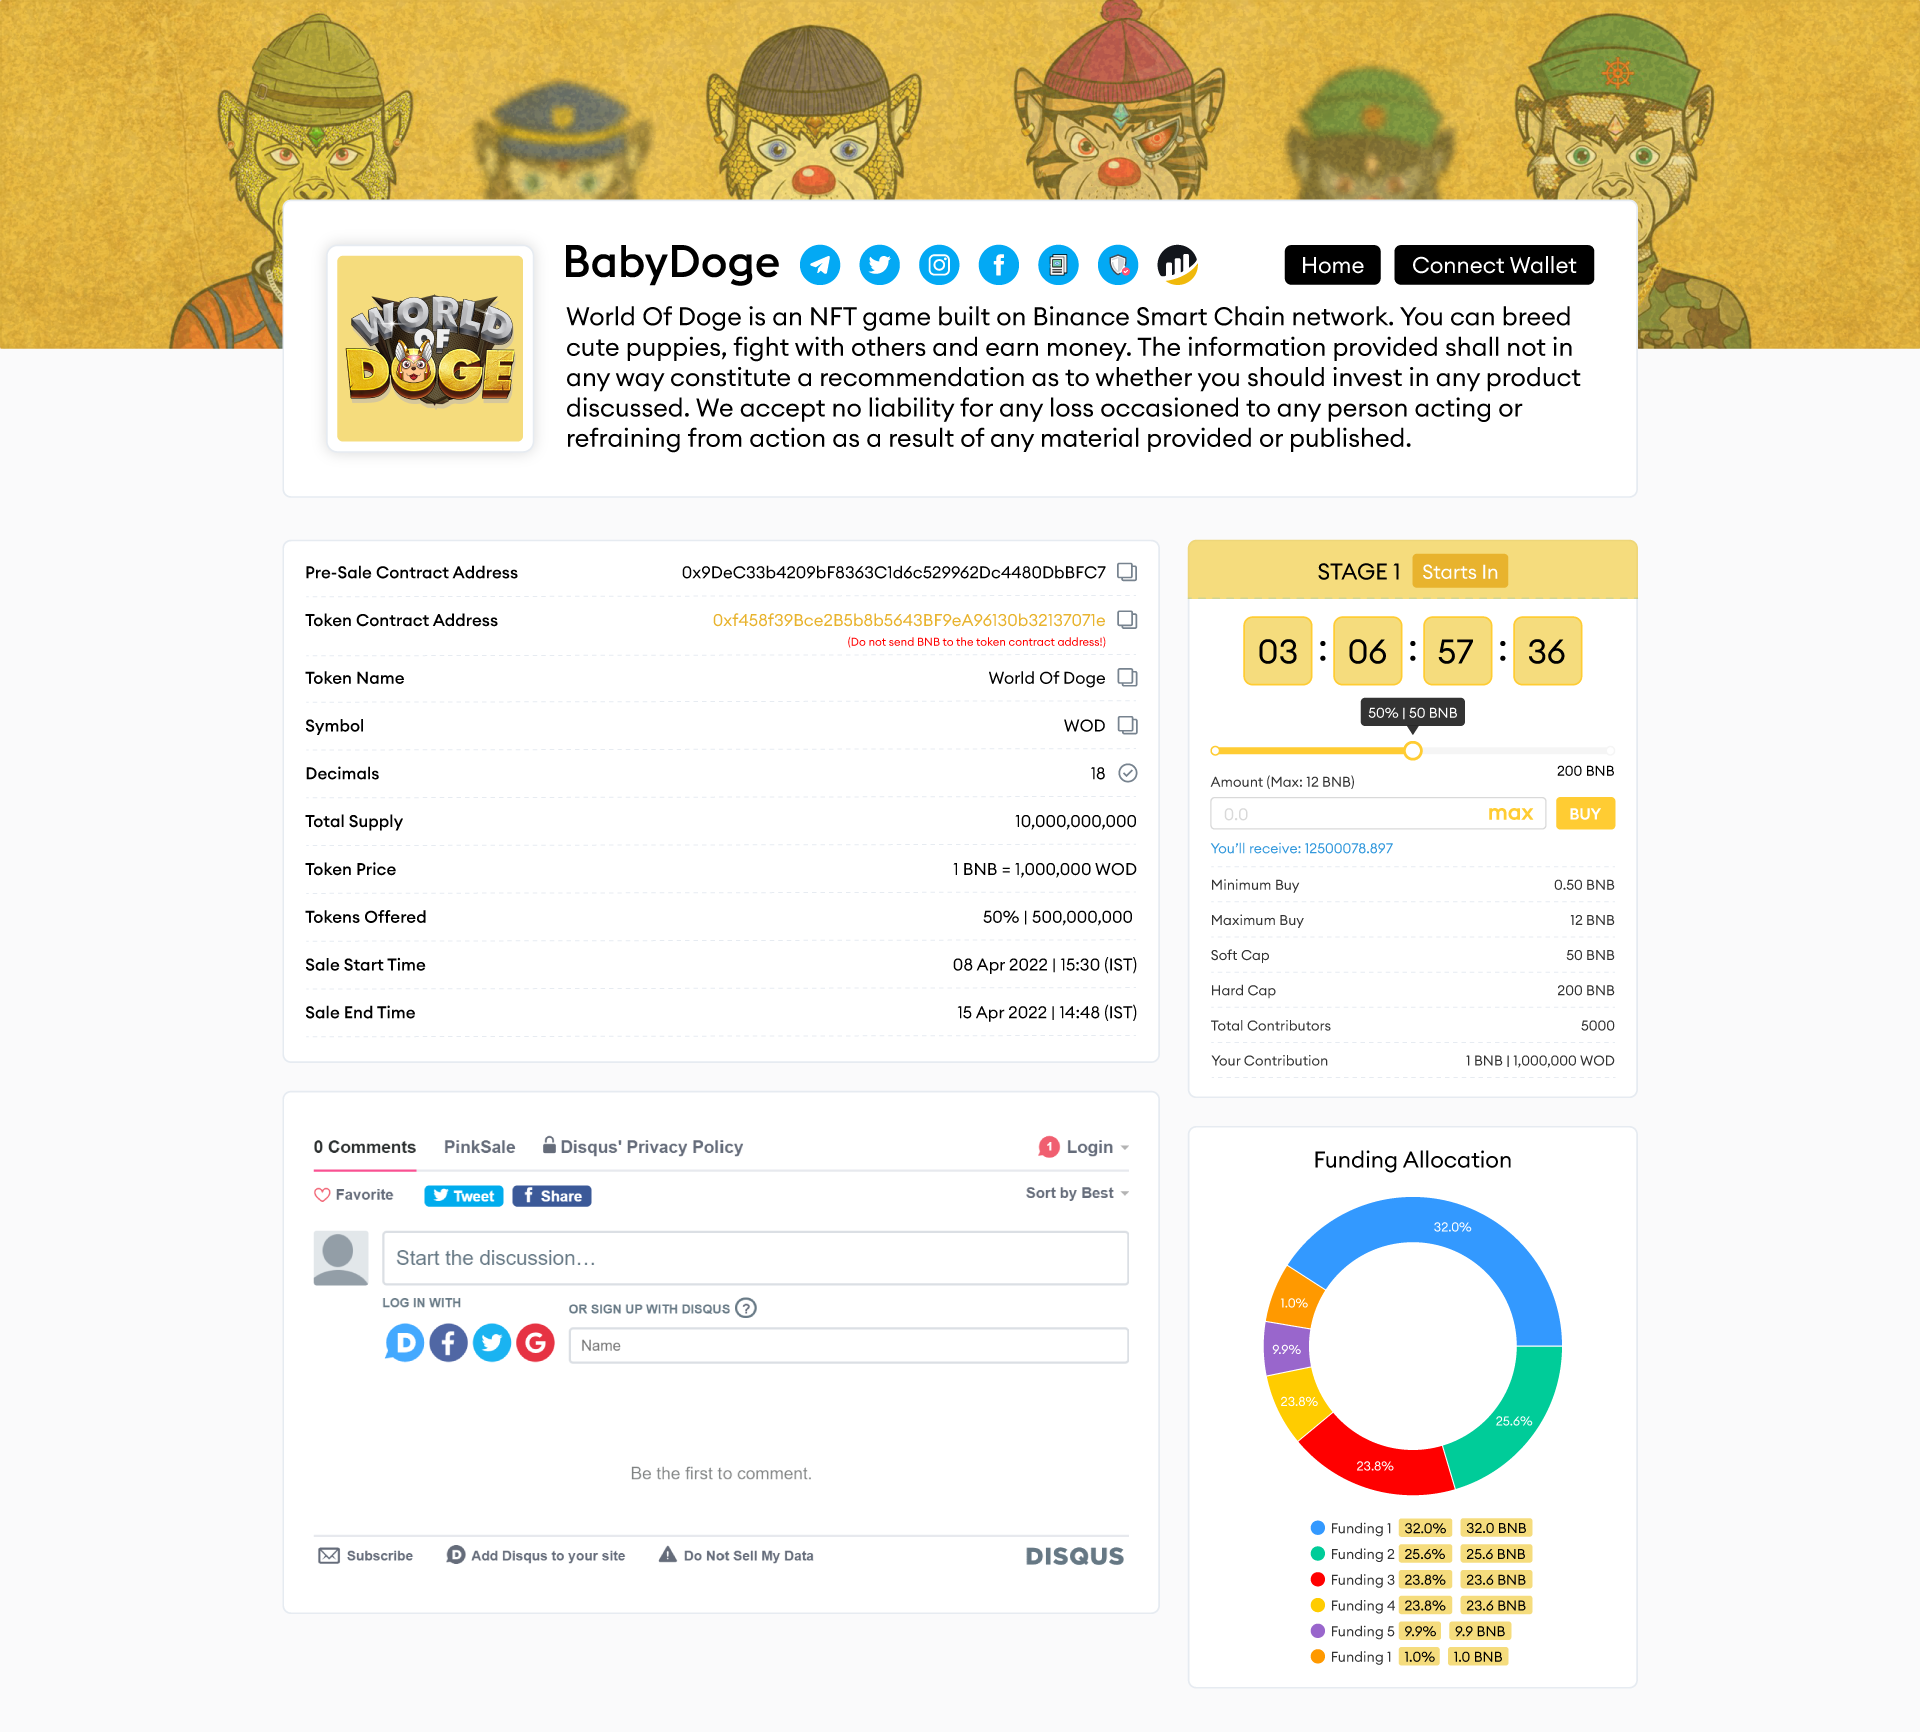 BabyDoge
Home
Connect Wallet
WORLD
OF
DOGE
World Of Doge is an NFT game built on Binance Smart Chain network. You can breed
cute puppies, fight with others and earn money. The information provided shall not in
any way constitute a recommendation as to whether you should invest in any product
discussed. We accept no liability for any loss occasioned to any person acting or
refraining from action as a result of any material provided or published.
Pre-Sale Contract Address 0x9DeC33b4209bF8363C1d6c529962Dc4480DbBFC7
Token Contract Address 0xf458f39Bce2B5b8b5643BF9eA96130b32137071e
(Do not send BNB to the token contract address!)
Token Name World Of Doge
Symbol WOD
Decimals 18
Total Supply 10,000,000,000
Token Price 1 BNB = 1,000,000 WOD
Tokens Offered 50% | 500,000,000
Sale Start Time 08 Apr 2022 | 15:30 (IST)
Sale End Time 15 Apr 2022 | 14:48 (IST)
STAGE 1 Starts In
03 : 06 : 57 : 36
50% | 50 BNB
200 BNB
Amount (Max: 12 BNB)
0.0 max BUY
You'll receive: 12500078.897
Minimum Buy 0.50 BNB
Maximum Buy 12 BNB
Soft Cap 50 BNB
Hard Cap 200 BNB
Total Contributors 5000
Your Contribution 1 BNB | 1,000,000 WOD
0 Comments PinkSale Disqus' Privacy Policy 1 Login
Favorite Tweet f Share Sort by Best
Start the discussion…
LOG IN WITH
OR SIGN UP WITH DISQUS ?
D f G
Name
Be the first to comment.
Subscribe D Add Disqus to your site Do Not Sell My Data DISQUS
Funding Allocation
32.0%
1.0%
9.9%
23.8%
25.6%
23.8%
Funding 1 32.0% 32.0 BNB
Funding 2 25.6% 25.6 BNB
Funding 3 23.8% 23.6 BNB
Funding 4 23.8% 23.6 BNB
Funding 5 9.9% 9.9 BNB
Funding 1 1.0% 1.0 BNB